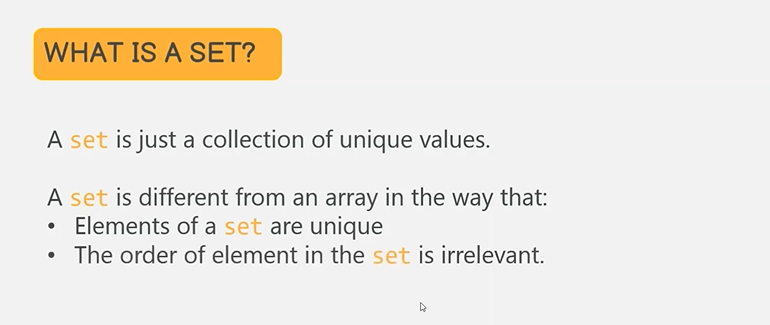 WHAT IS A SET?
A set is just a collection of unique values.
A set is different from an array in the way that:
• Elements of a set are unique
• The order of element in the set is irrelevant.